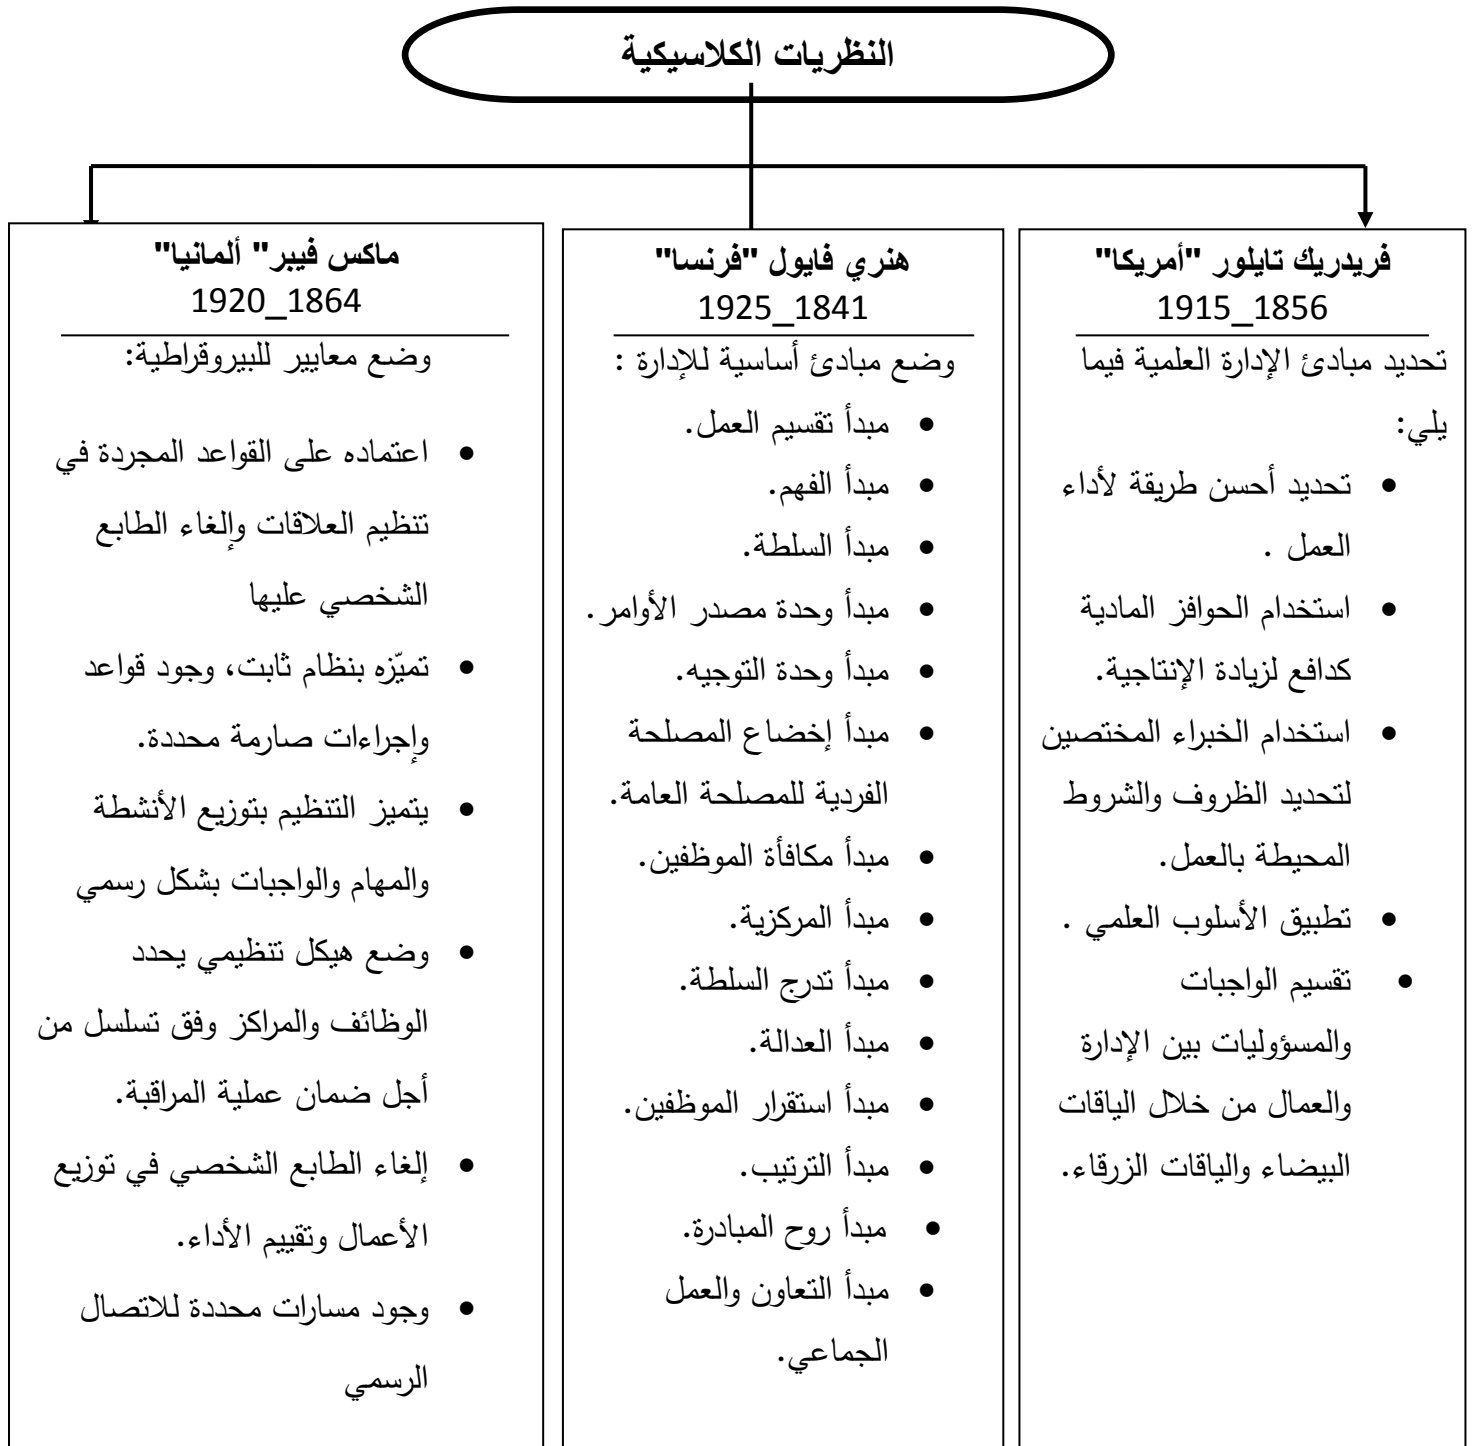 النظريات الكلاسيكية
فريدريك تايلور "أمريكا"
1915_1856
تحديد مبادئ الإدارة العلمية فيما
يلي:
• تحديد أحسن طريقة لأداء
العمل .
• استخدام الحوافز المادية
كدافع لزيادة الإنتاجية.
• استخدام الخبراء المختصين
لتحديد الظروف والشروط
المحيطة بالعمل.
• تطبيق الأسلوب العلمي .
• تقسيم الواجبات
والمسؤوليات بين الإدارة
والعمال من خلال الياقات
البيضاء والياقات الزرقاء.
هنري فايول "فرنسا"
1925_1841
وضع مبادئ أساسية للإدارة :
• مبدأ تقسيم العمل.
• مبدأ الفهم.
• مبدأ السلطة.
• مبدأ وحدة مصدر الأوامر.
• مبدأ وحدة التوجيه.
• مبدأ إخضاع المصلحة
الفردية للمصلحة العامة.
• مبدأ مكافأة الموظفين.
• مبدأ المركزية.
• مبدأ تدرج السلطة.
• مبدأ العدالة.
• مبدأ استقرار الموظفين.
• مبدأ الترتيب.
• مبدأ روح المبادرة.
• مبدأ التعاون والعمل
الجماعي.
ماكس فيبر" ألمانيا"
1920_1864
وضع معايير للبيروقراطية:
• اعتماده على القواعد المجردة في
تنظيم العلاقات وإلغاء الطابع
الشخصي عليها
• تميّزه بنظام ثابت، وجود قواعد
وإجراءات صارمة محددة.
• يتميز التنظيم بتوزيع الأنشطة
والمهام والواجبات بشكل رسمي
• وضع هيكل تنظيمي يحدد
الوظائف والمراكز وفق تسلسل من
أجل ضمان عملية المراقبة.
• إلغاء الطابع الشخصي في توزيع
الأعمال وتقييم الأداء.
• وجود مسارات محددة للاتصال
الرسمي